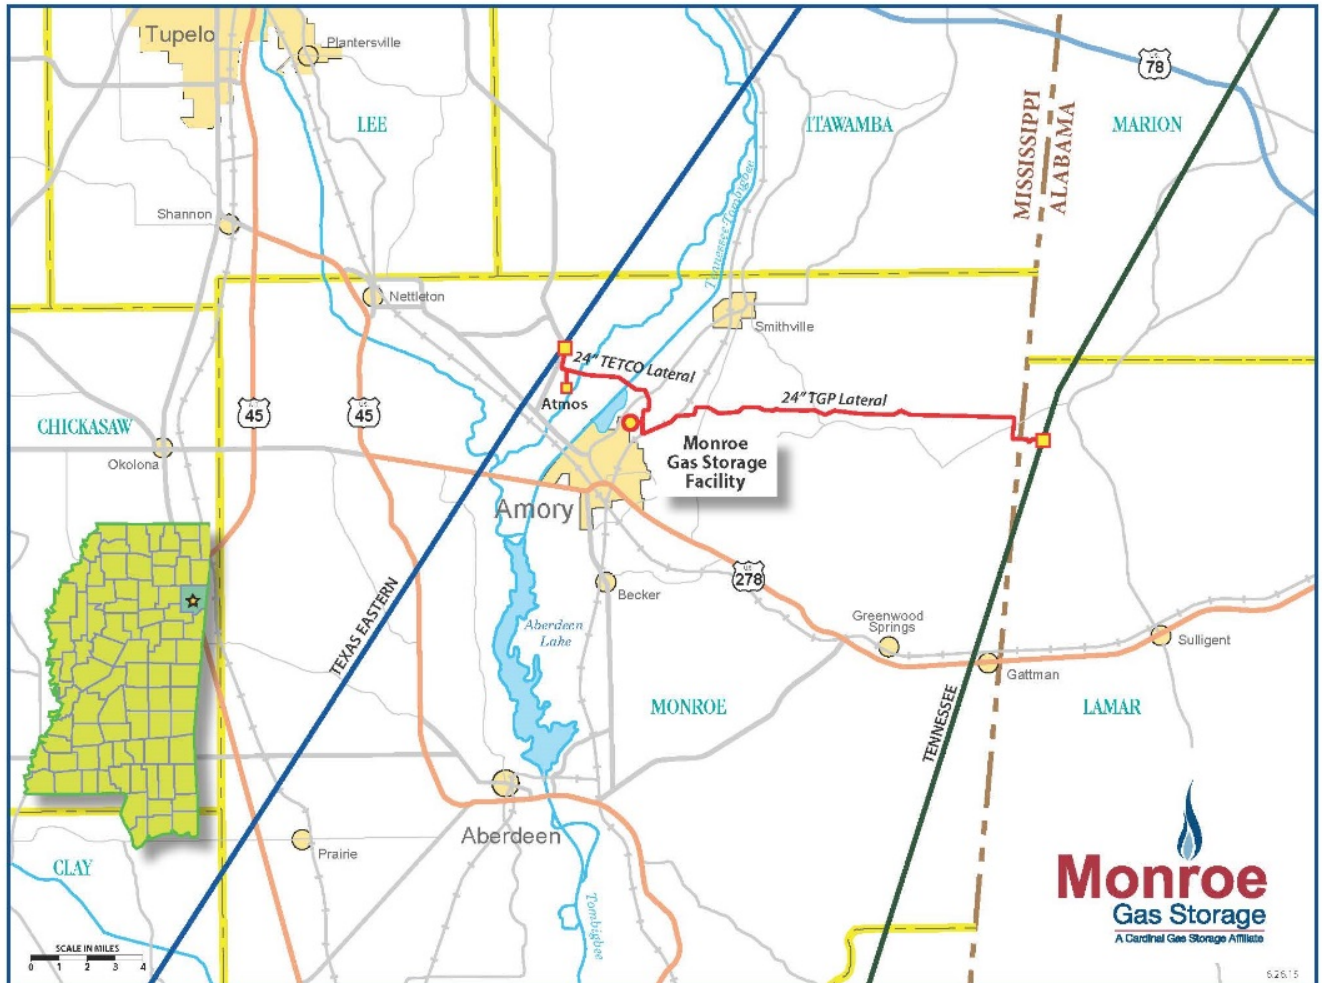 Tupelo
Plantersville
U.S.
78
LEE
ITAWAMBA
MARION
MISSISSIPPI
ALABAMA
Tennessee-Tombigbee
Shannon
Nettleton
Smithville
24" TETCO Lateral
Atmos
24" TGP Lateral
U.S.
45
U.S.
45
CHICKASAW
Okolona
Monroe
Gas Storage
Facility
Amory
U.S.
278
Becker
TEXAS EASTERN
Aberdeen
Lake
Greenwood
Springs
Sulligent
Gattman
MONROE
LAMAR
TENNESSEE
Aberdeen
Prairie
CLAY
Tombigbee
SCALE IN MILES
0 1 2 3 4
Monroe
Gas Storage
A Cardinal Gas Storage Affiliate
6.26.15